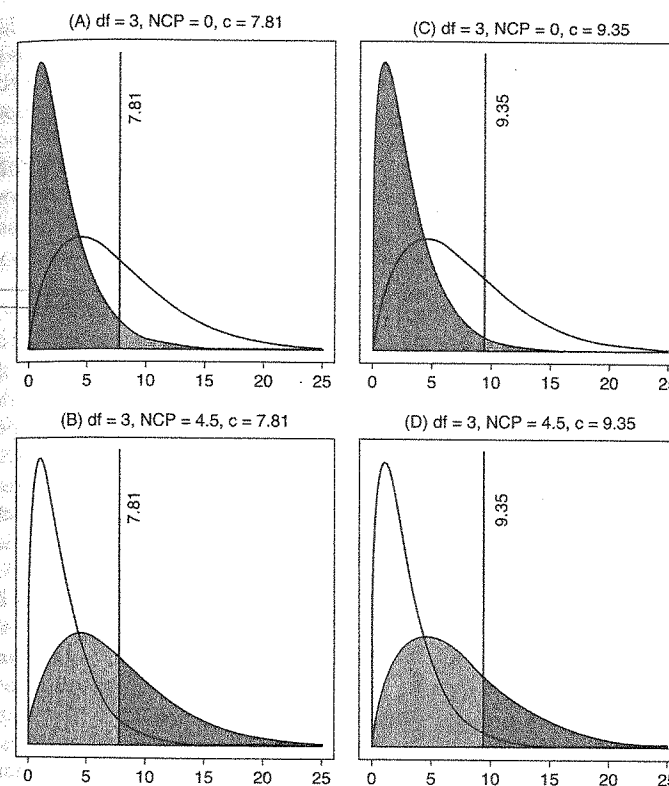 (A) df = 3, NCP = 0, c = 7.81
7.81
0 5 10 15 20 25
(C) df = 3, NCP = 0, c = 9.35
9.35
0 5 10 15 20 25
(B) df = 3, NCP = 4.5, c = 7.81
7.81
0 5 10 15 20 25
(D) df = 3, NCP = 4.5, c = 9.35
9.35
0 5 10 15 20 25